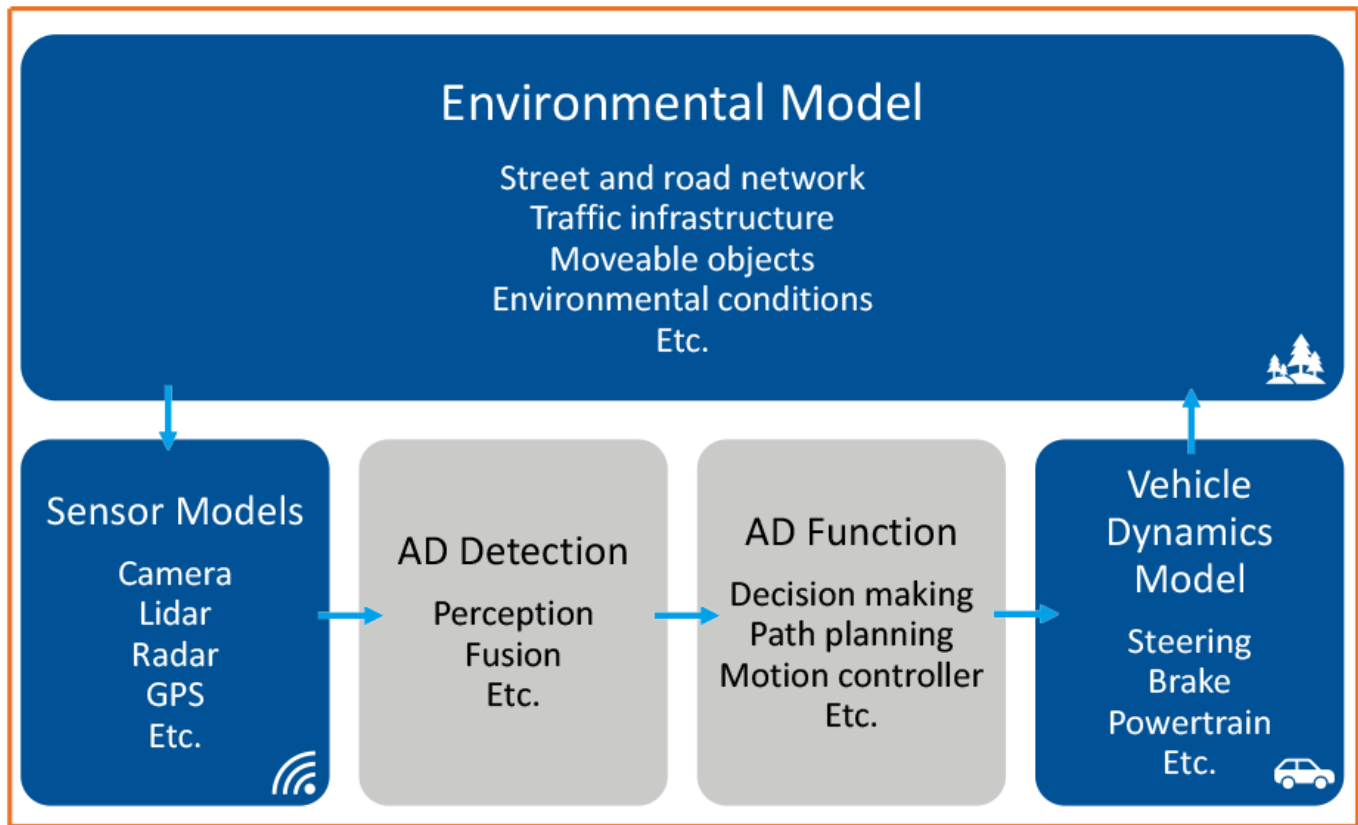 Environmental Model
Street and road network
Traffic infrastructure
Moveable objects
Environmental conditions
Etc.
Sensor Models
Camera
Lidar
Radar
GPS
Etc.
AD Detection
Perception
Fusion
Etc.
AD Function
Decision making
Path planning
Motion controller
Etc.
Vehicle
Dynamics
Model
Steering
Brake
Powertrain
Etc.